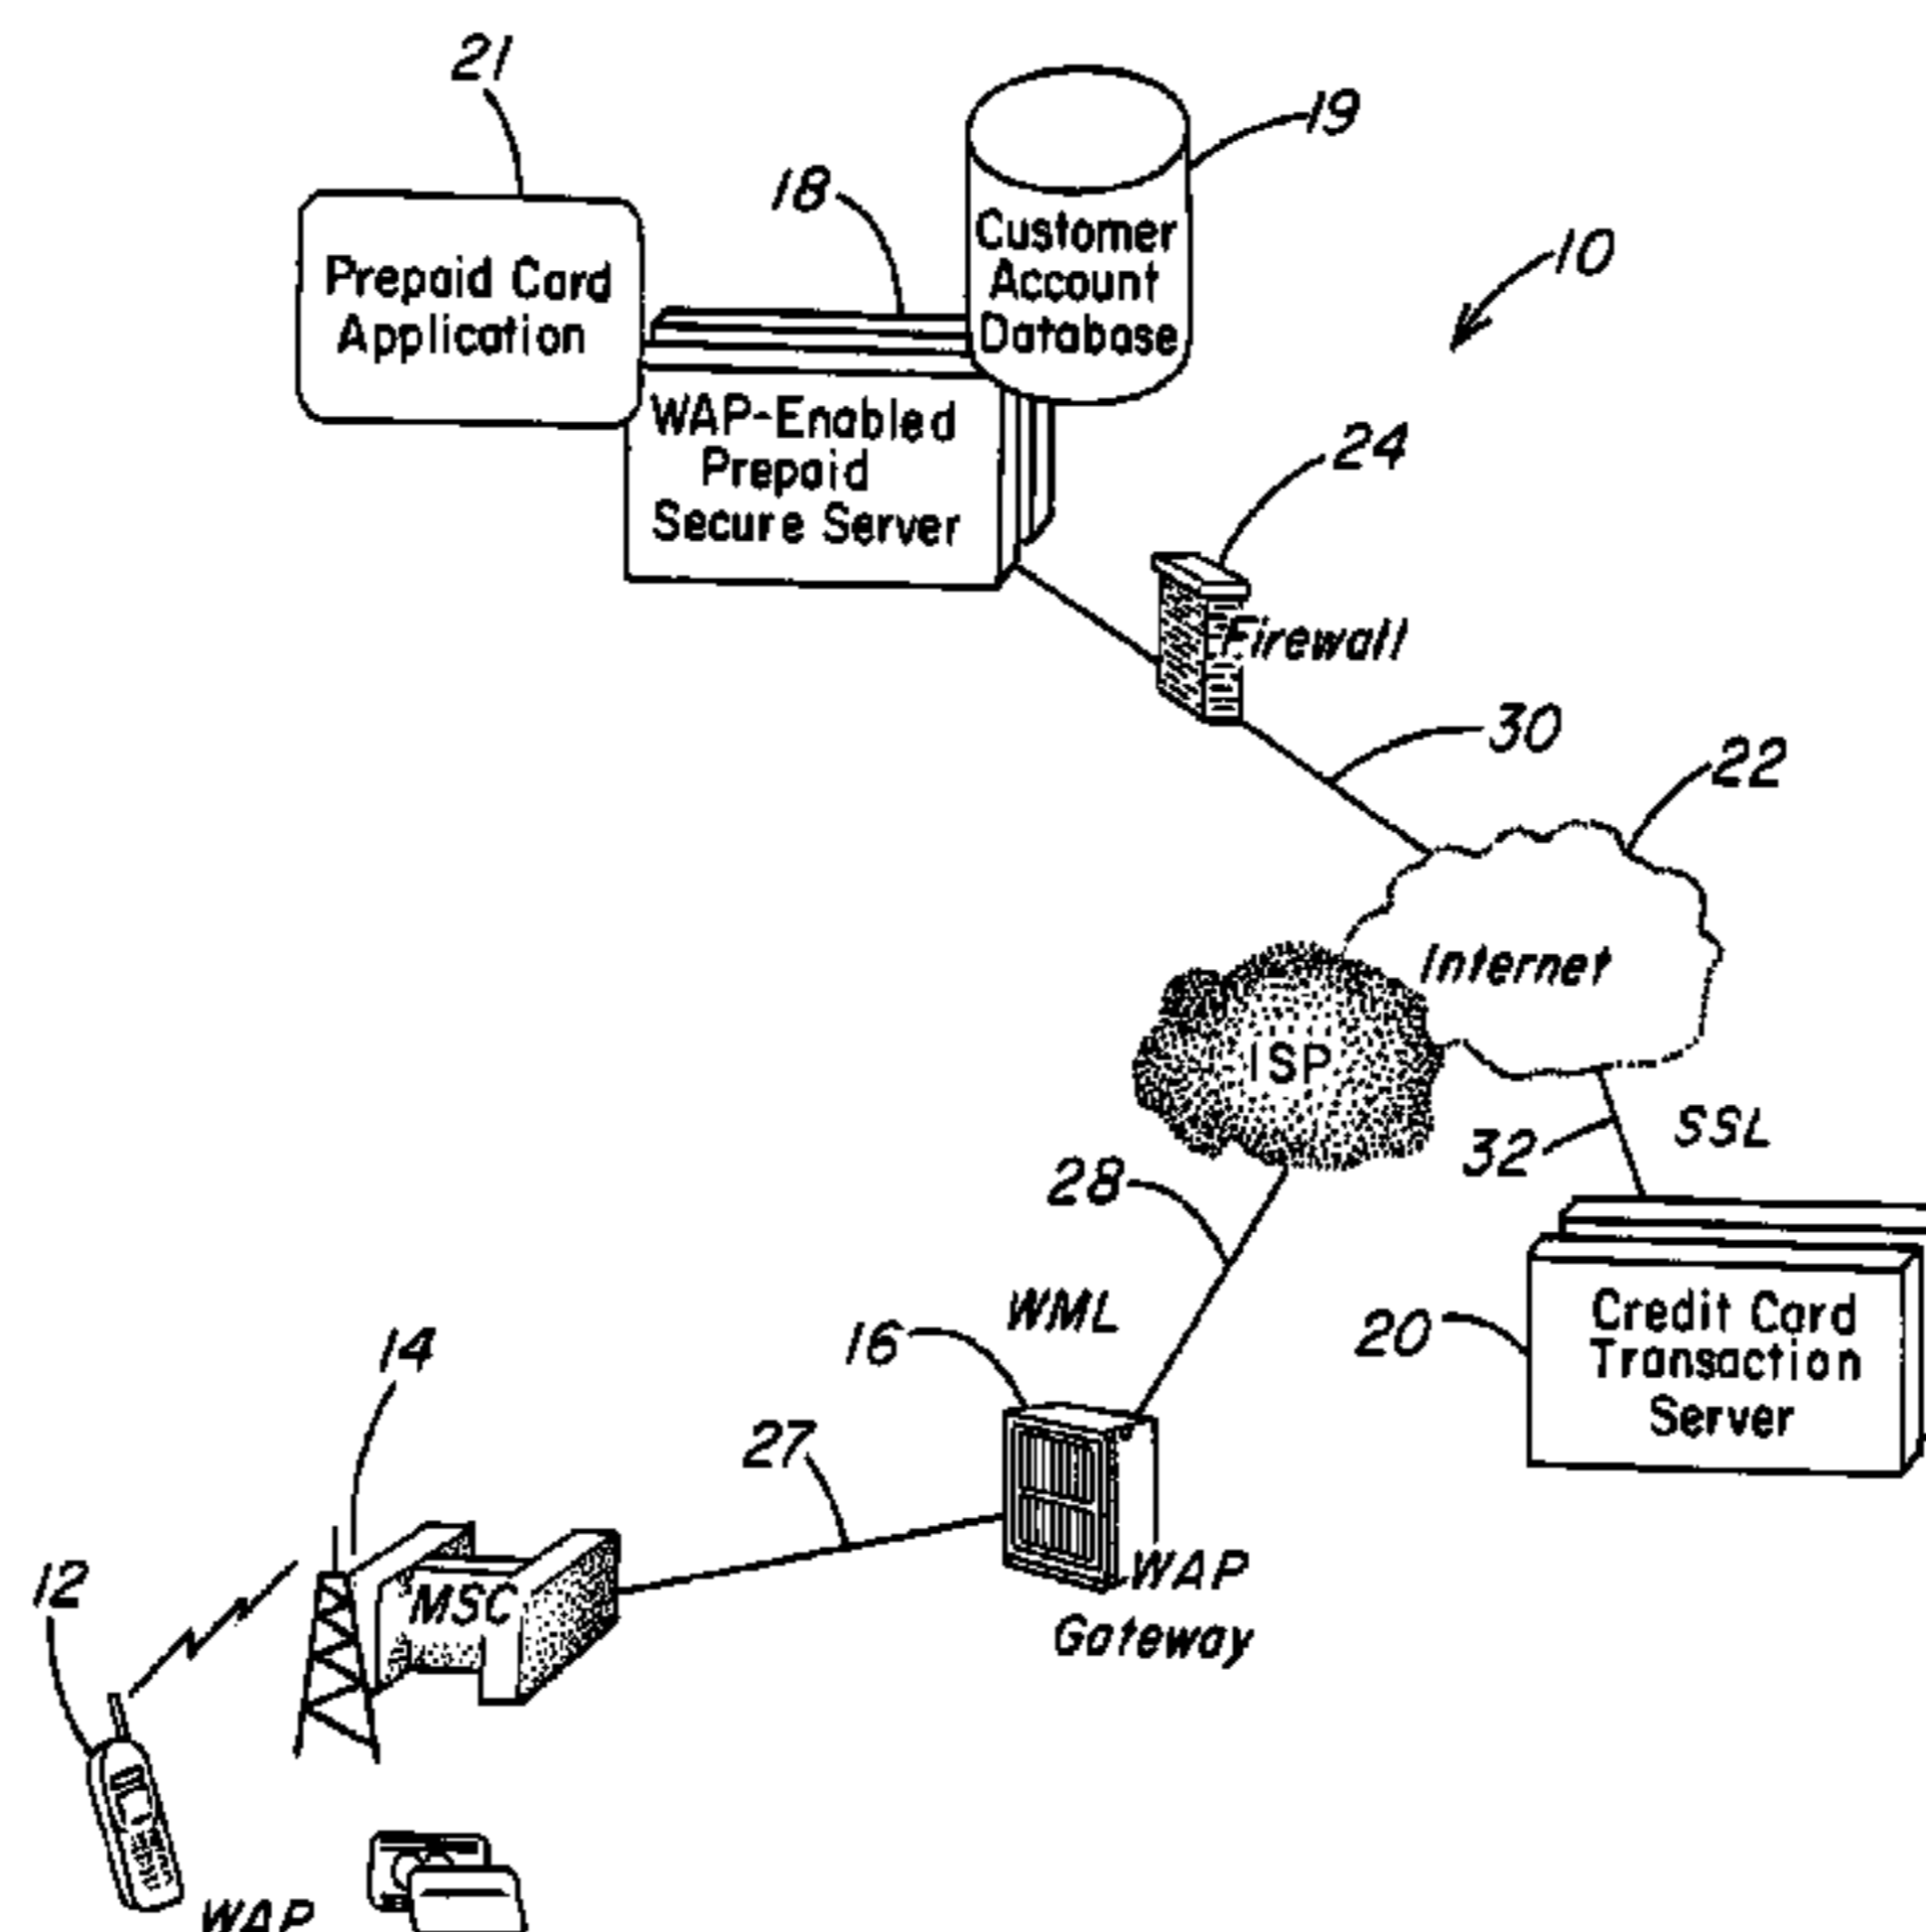 21
19
18
10
Prepaid Card
Application
Customer
Account
Database
WAP-Enabled
Prepaid
Secure Server
24
Firewall
30
22
Internet
ISP
SSL
32
28
WML
16
20
Credit Card
Transaction
Server
14
27
12
MSC
WAP
Gateway
WAP